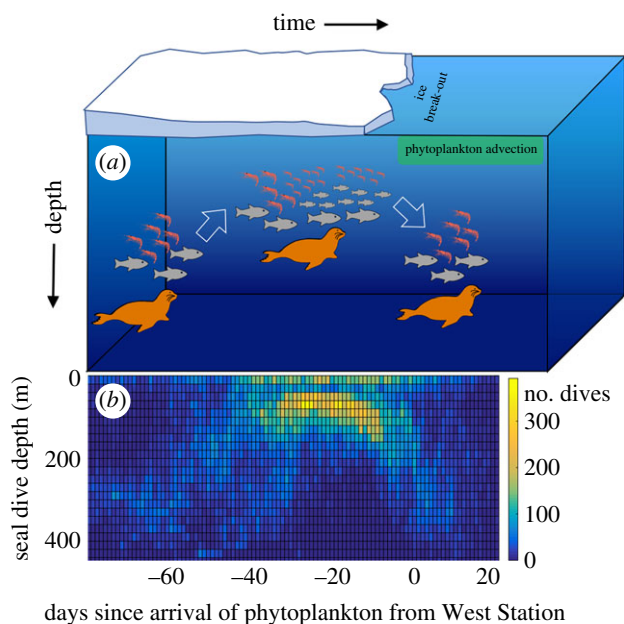 time
ice
break-out
(a)
phytoplankton advection
depth
(b)
no. dives
0
200
400
seal dive depth (m)
300
200
100
0
–60 –40 –20 0 20
days since arrival of phytoplankton from West Station